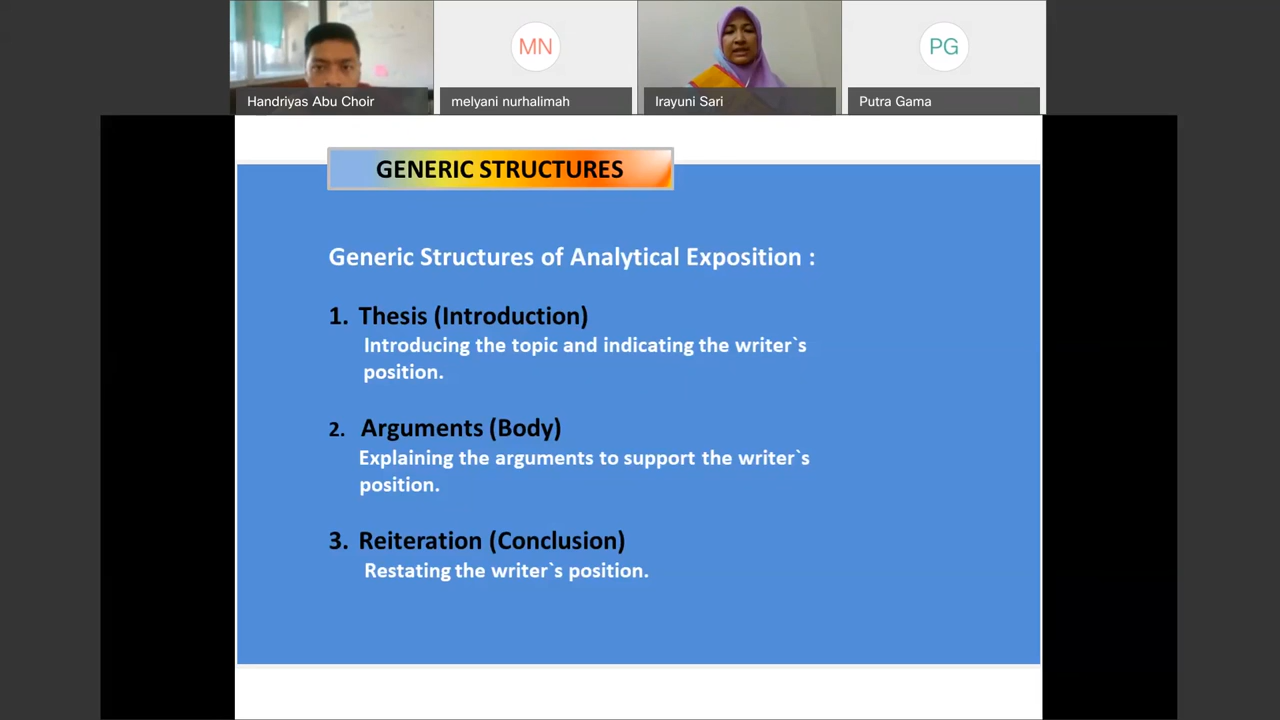 MN
PG
Handriyas Abu Choir
melyani nurhalimah
Irayuni Sari
Putra Gama
GENERIC STRUCTURES
Generic Structures of Analytical Exposition :
1. Thesis (Introduction)
Introducing the topic and indicating the writer`s
position.
2. Arguments (Body)
Explaining the arguments to support the writer`s
position.
3. Reiteration (Conclusion)
Restating the writer`s position.